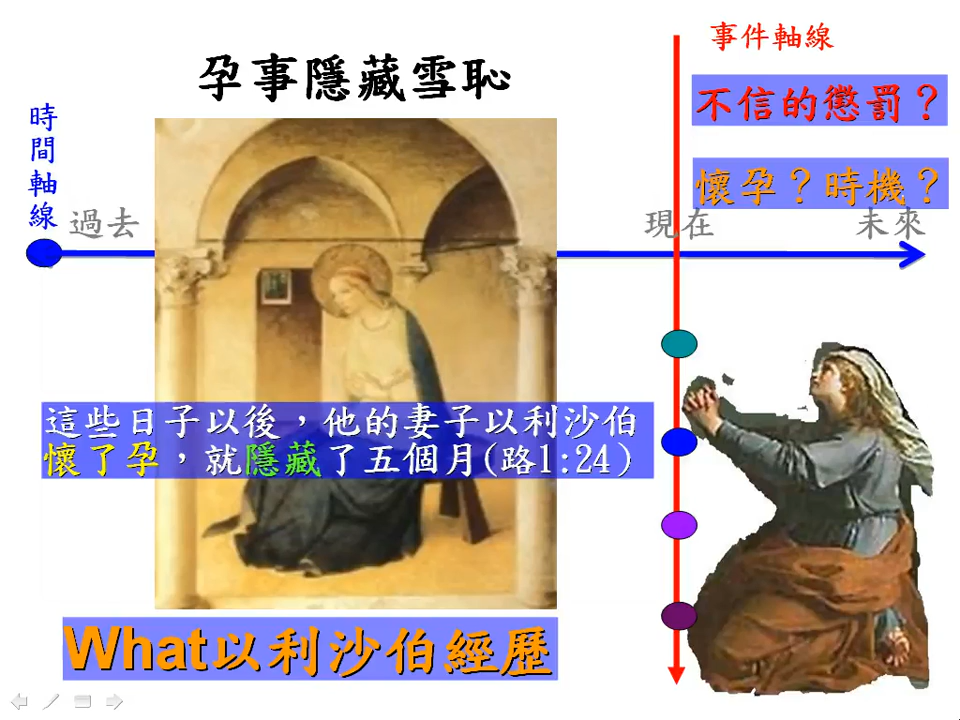 事件軸線
孕事隱藏雪恥
不信的懲罰？
時間軸線
懷孕？時機？
過去
現在
未來
這些日子以後，他的妻子以利沙伯
懷了孕，就隱藏了五個月(路1:24)
What以利沙伯經歷